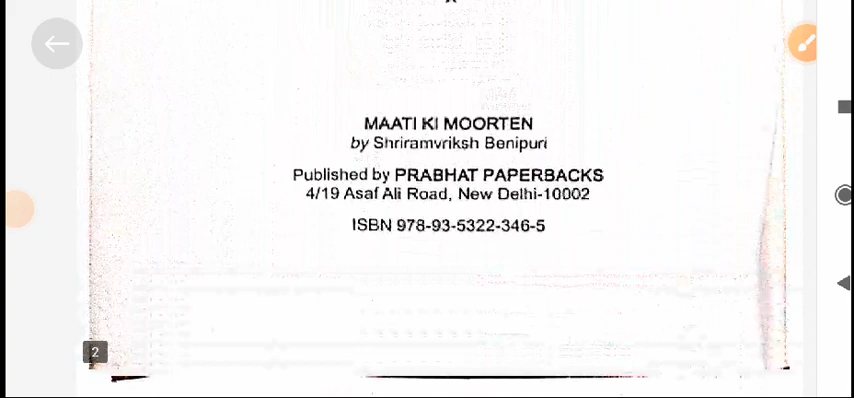 MAATI KI MOORTEN
by Shriramvriksh Benipuri
Published by PRABHAT PAPERBACKS
4/19 Asaf Ali Road, New Delhi-10002
ISBN 978-93-5322-346-5
2